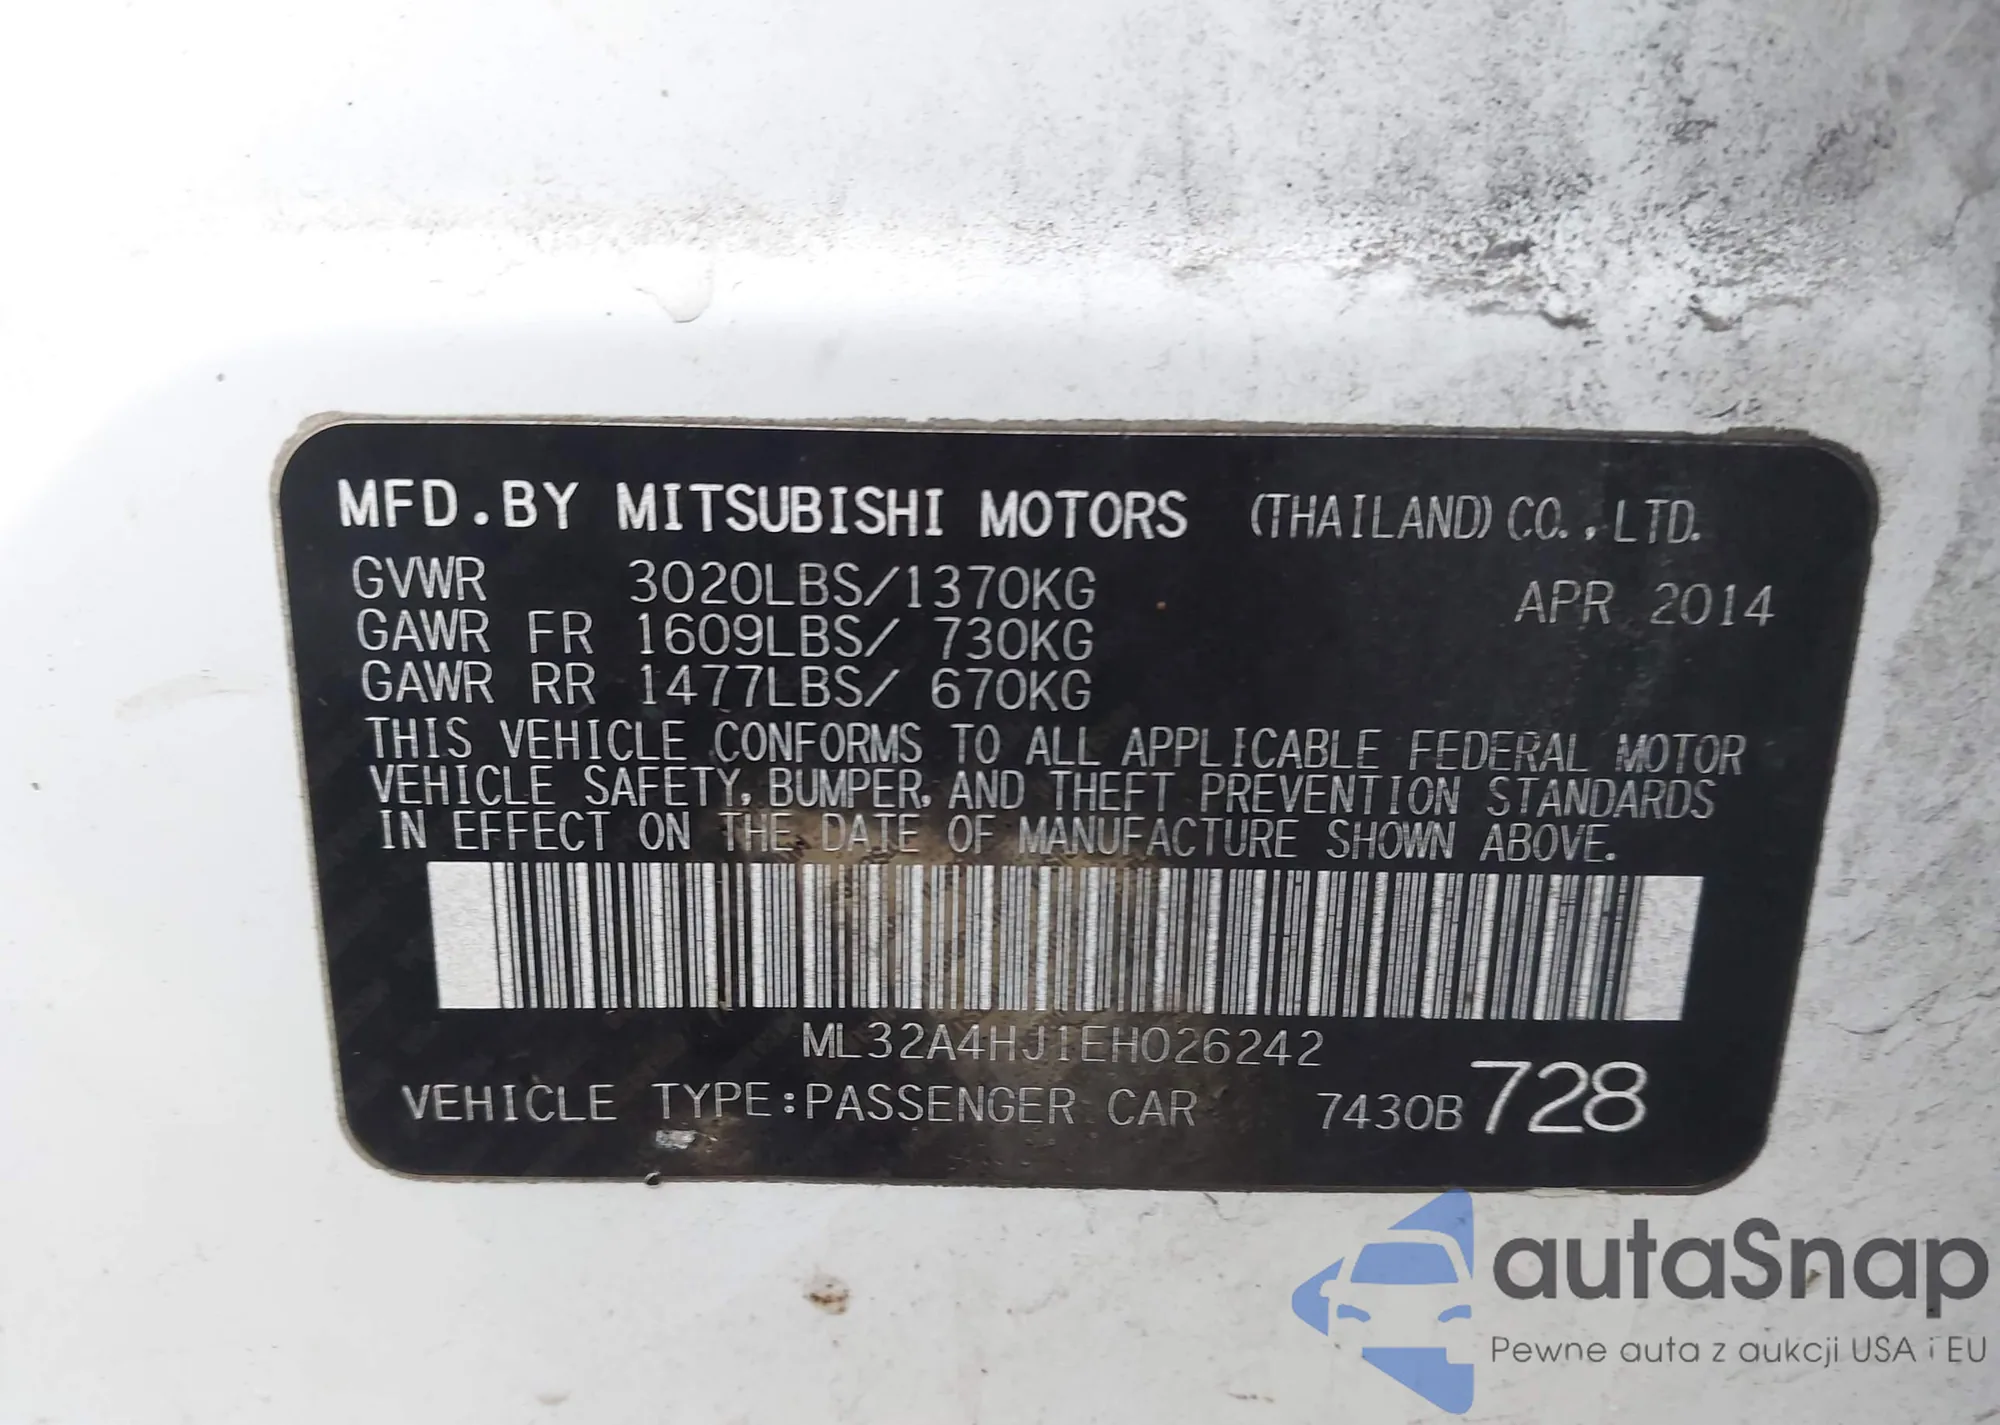 MFD.BY MITSUBISHI MOTORS (THAILAND) CO., LTD.
GVWR 3020LBS/1370KG APR 2014
GAWR FR 1609LBS/ 730KG
GAWR RR 1477LBS/ 670KG
THIS VEHICLE CONFORMS TO ALL APPLICABLE FEDERAL MOTOR
VEHICLE SAFETY, BUMPER, AND THEFT PREVENTION STANDARDS
IN EFFECT ON THE DATE OF MANUFACTURE SHOWN ABOVE.
ML32A4HJ1EH026242
VEHICLE TYPE:PASSENGER CAR 7430B 728
autaSnap
Pewne auta z aukcji USA i EU